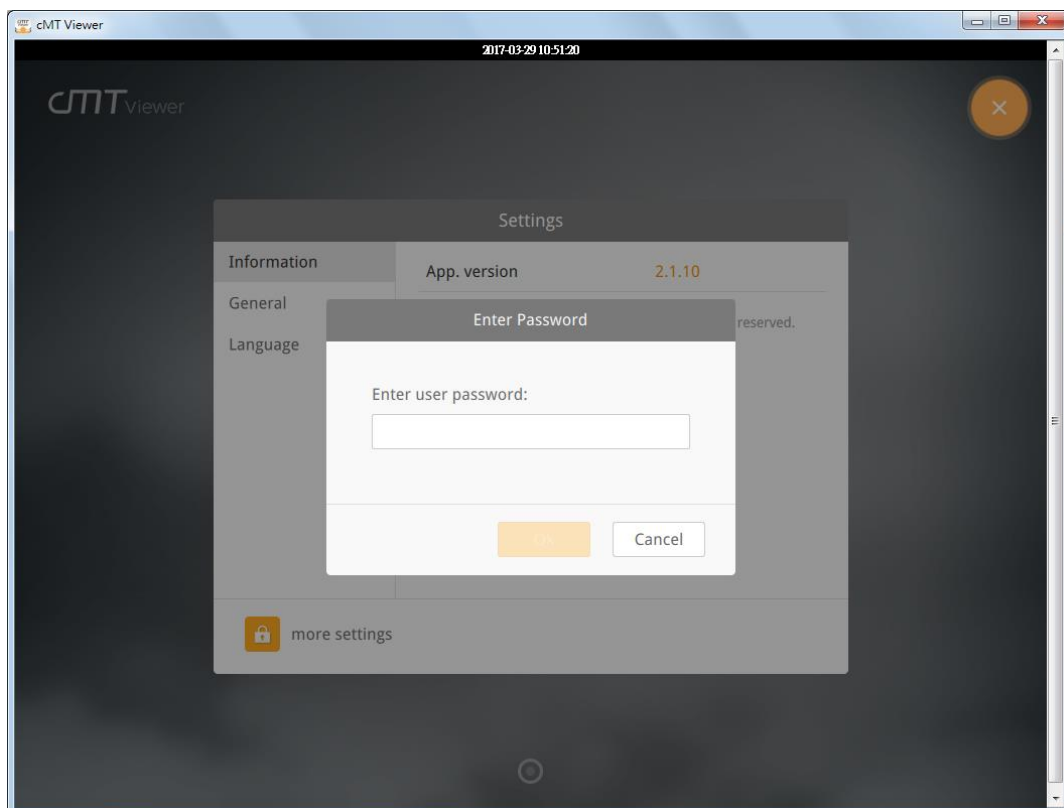 cMT Viewer
2017-03-29 10:51:20
cMT Viewer
Settings
Information
App. version 2.1.10
General
Enter Password
reserved.
Language
Enter user password:
OK
Cancel
more settings